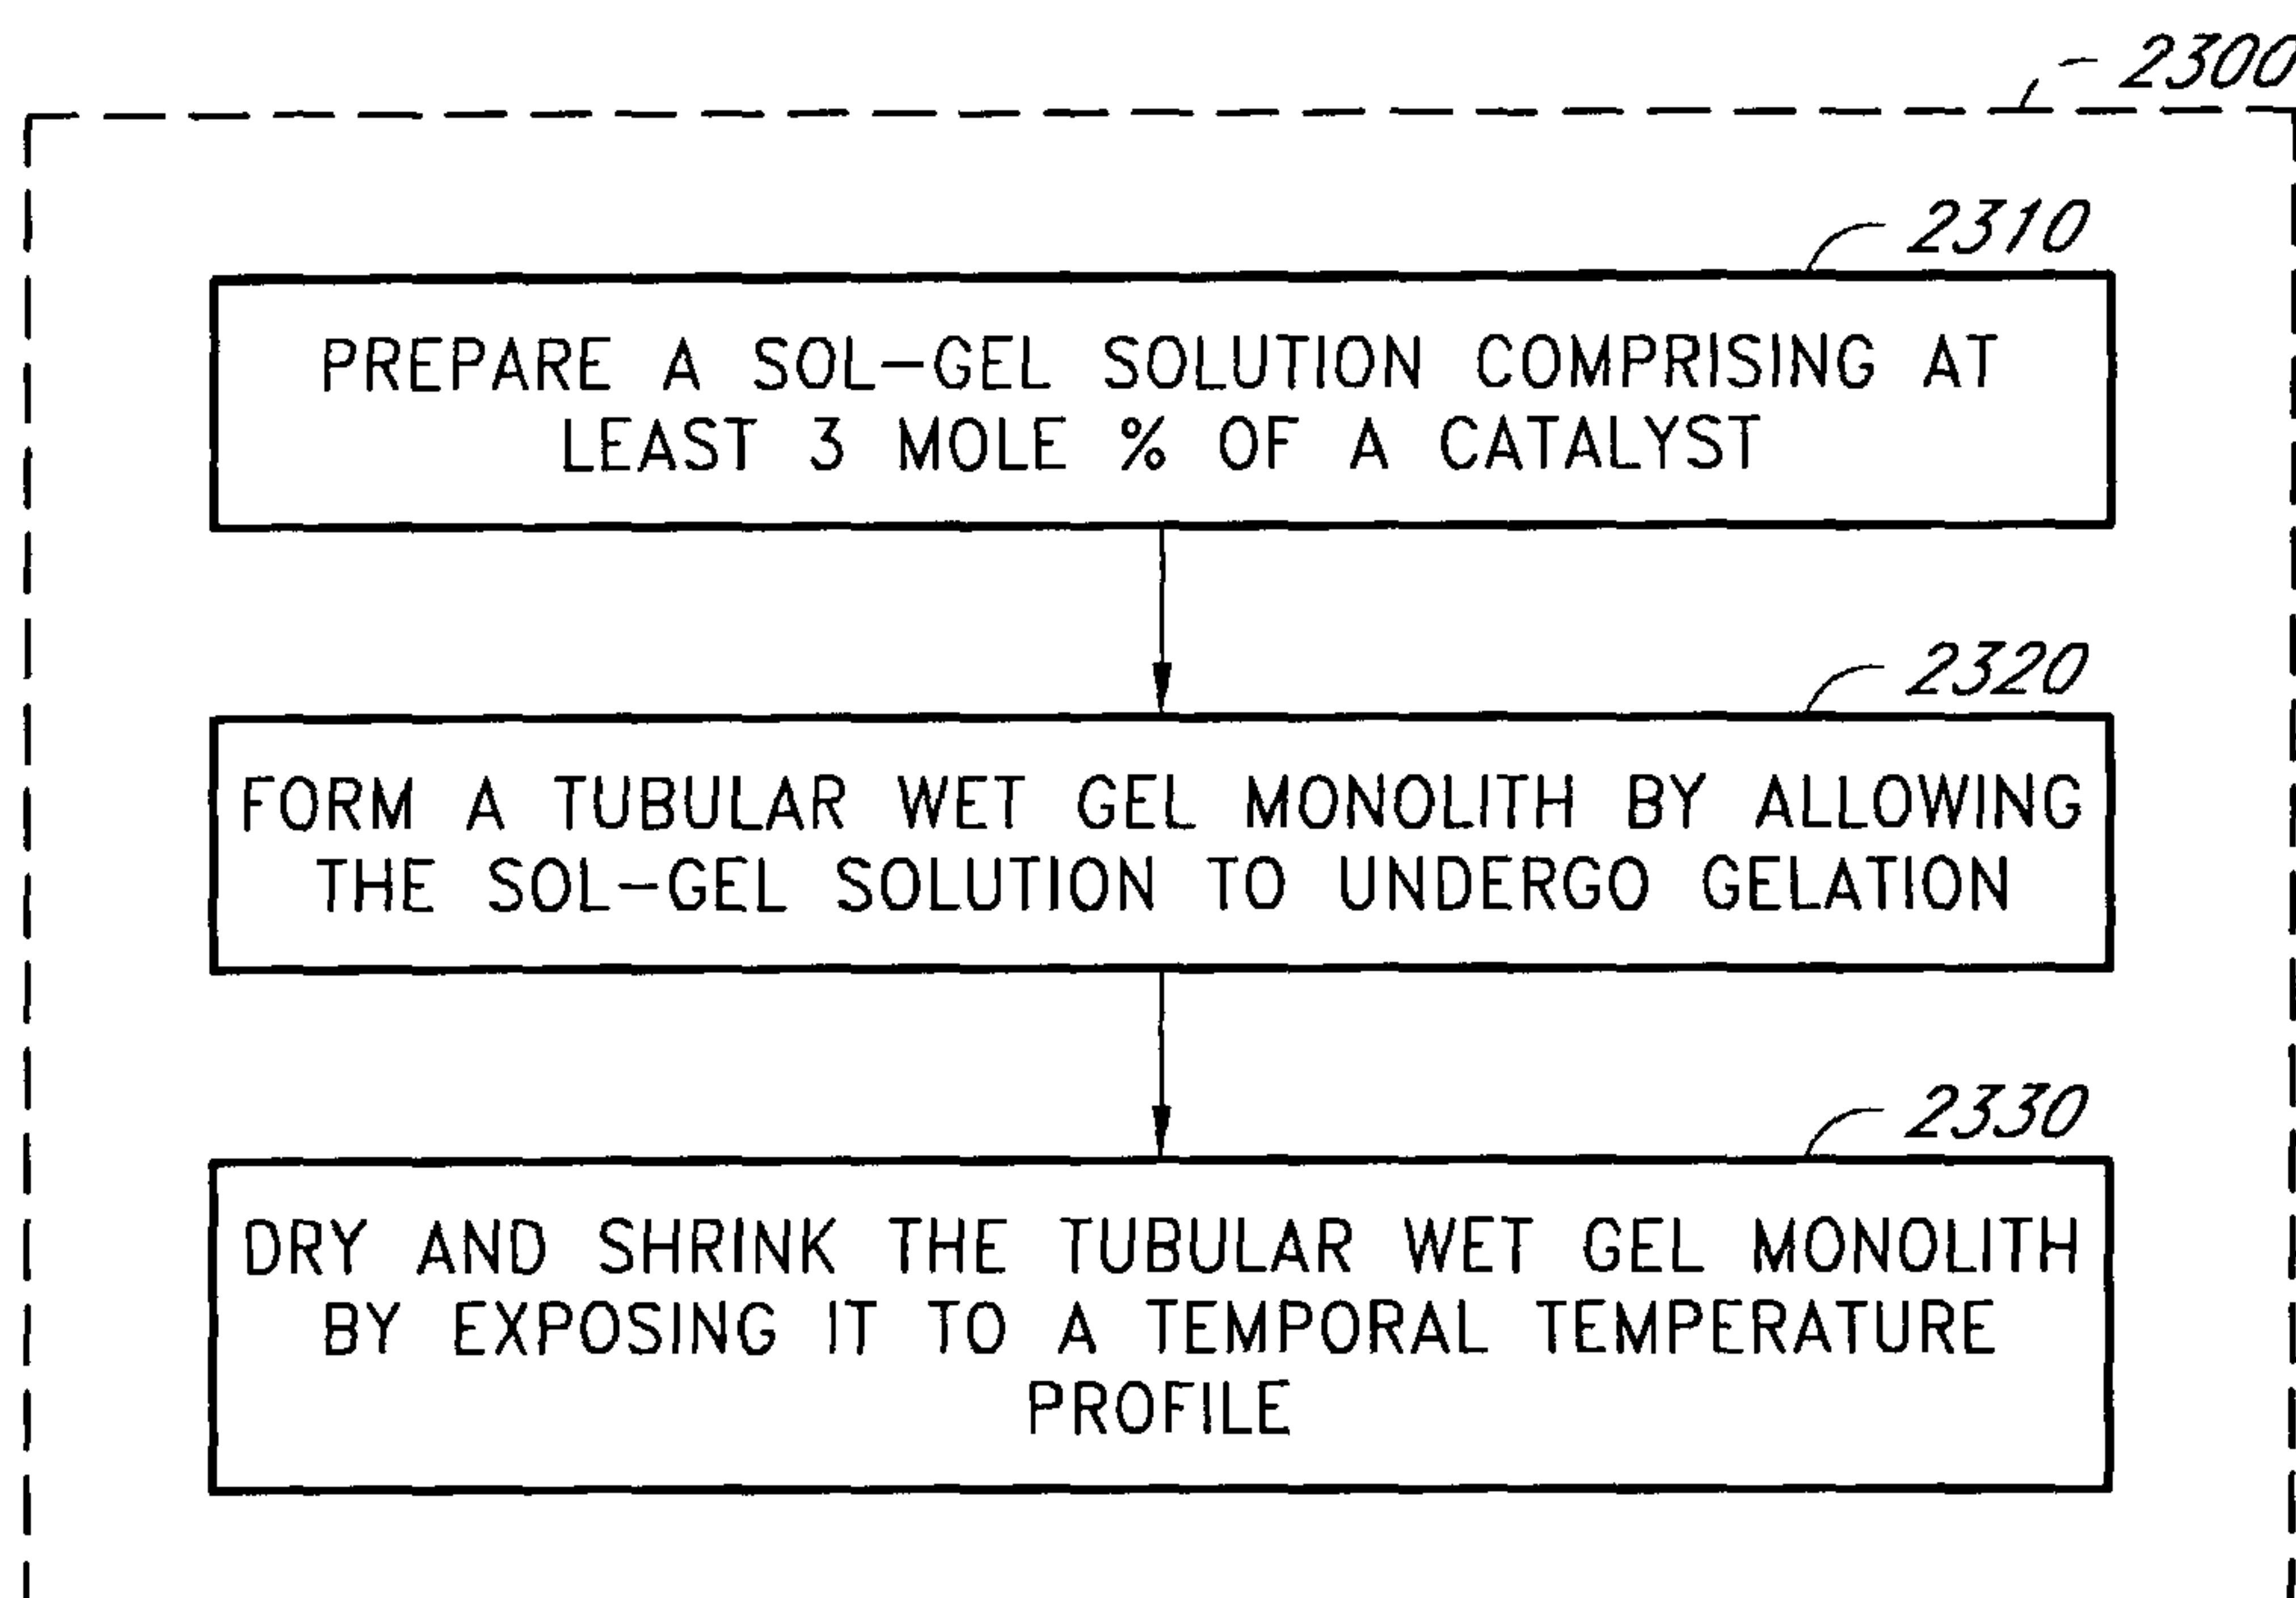 2300
2310
PREPARE A SOL-GEL SOLUTION COMPRISING AT
LEAST 3 MOLE % OF A CATALYST
2320
FORM A TUBULAR WET GEL MONOLITH BY ALLOWING
THE SOL-GEL SOLUTION TO UNDERGO GELATION
2330
DRY AND SHRINK THE TUBULAR WET GEL MONOLITH
BY EXPOSING IT TO A TEMPORAL TEMPERATURE
PROFILE